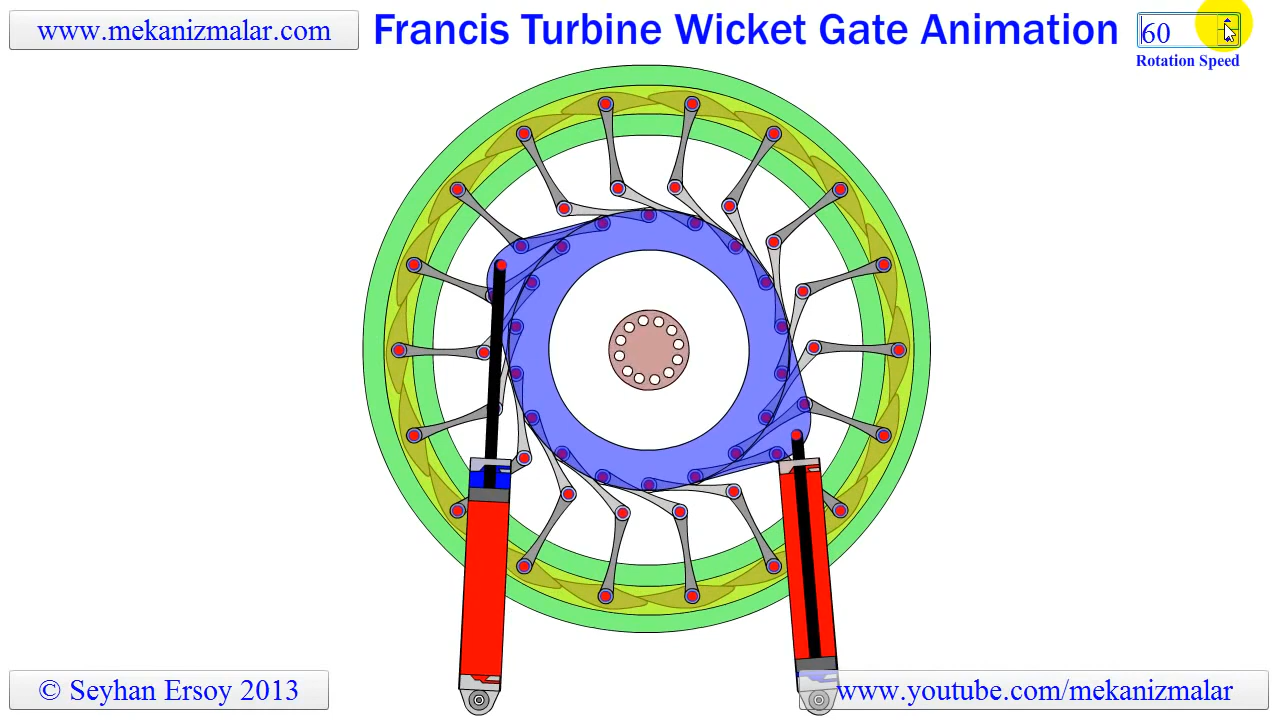 www.mekanizmalar.com
Francis Turbine Wicket Gate Animation
60
Rotation Speed
© Seyhan Ersoy 2013
www.youtube.com/mekanizmalar